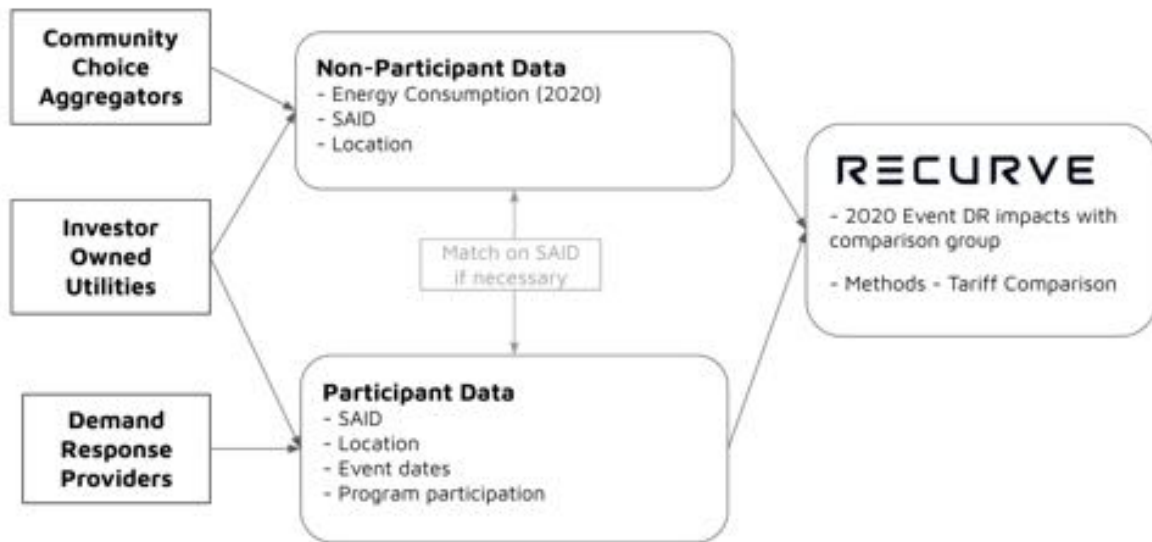 Community
Choice
Aggregators
Non-Participant Data
- Energy Consumption (2020)
- SAID
- Location
RECURVE
- 2020 Event DR impacts with
comparison group
- Methods - Tariff Comparison
Investor
Owned
Utilities
Match on SAID
if necessary
Participant Data
- SAID
- Location
- Event dates
- Program participation
Demand
Response
Providers